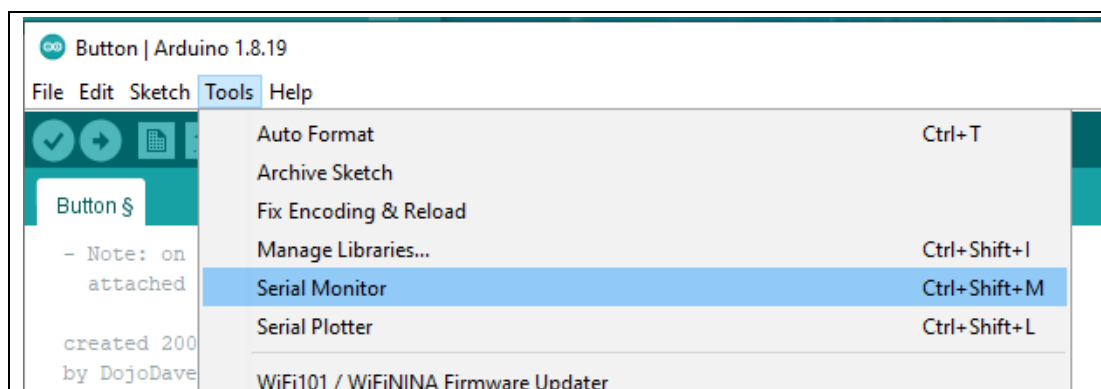 Button | Arduino 1.8.19
File Edit Sketch Tools Help
Auto Format Ctrl+T
Archive Sketch
Button §
Fix Encoding & Reload
- Note: on
Manage Libraries... Ctrl+Shift+I
attached
Serial Monitor Ctrl+Shift+M
Serial Plotter Ctrl+Shift+L
created 200
by DojoDave
WiFi101 / WiFiNINA Firmware Updater